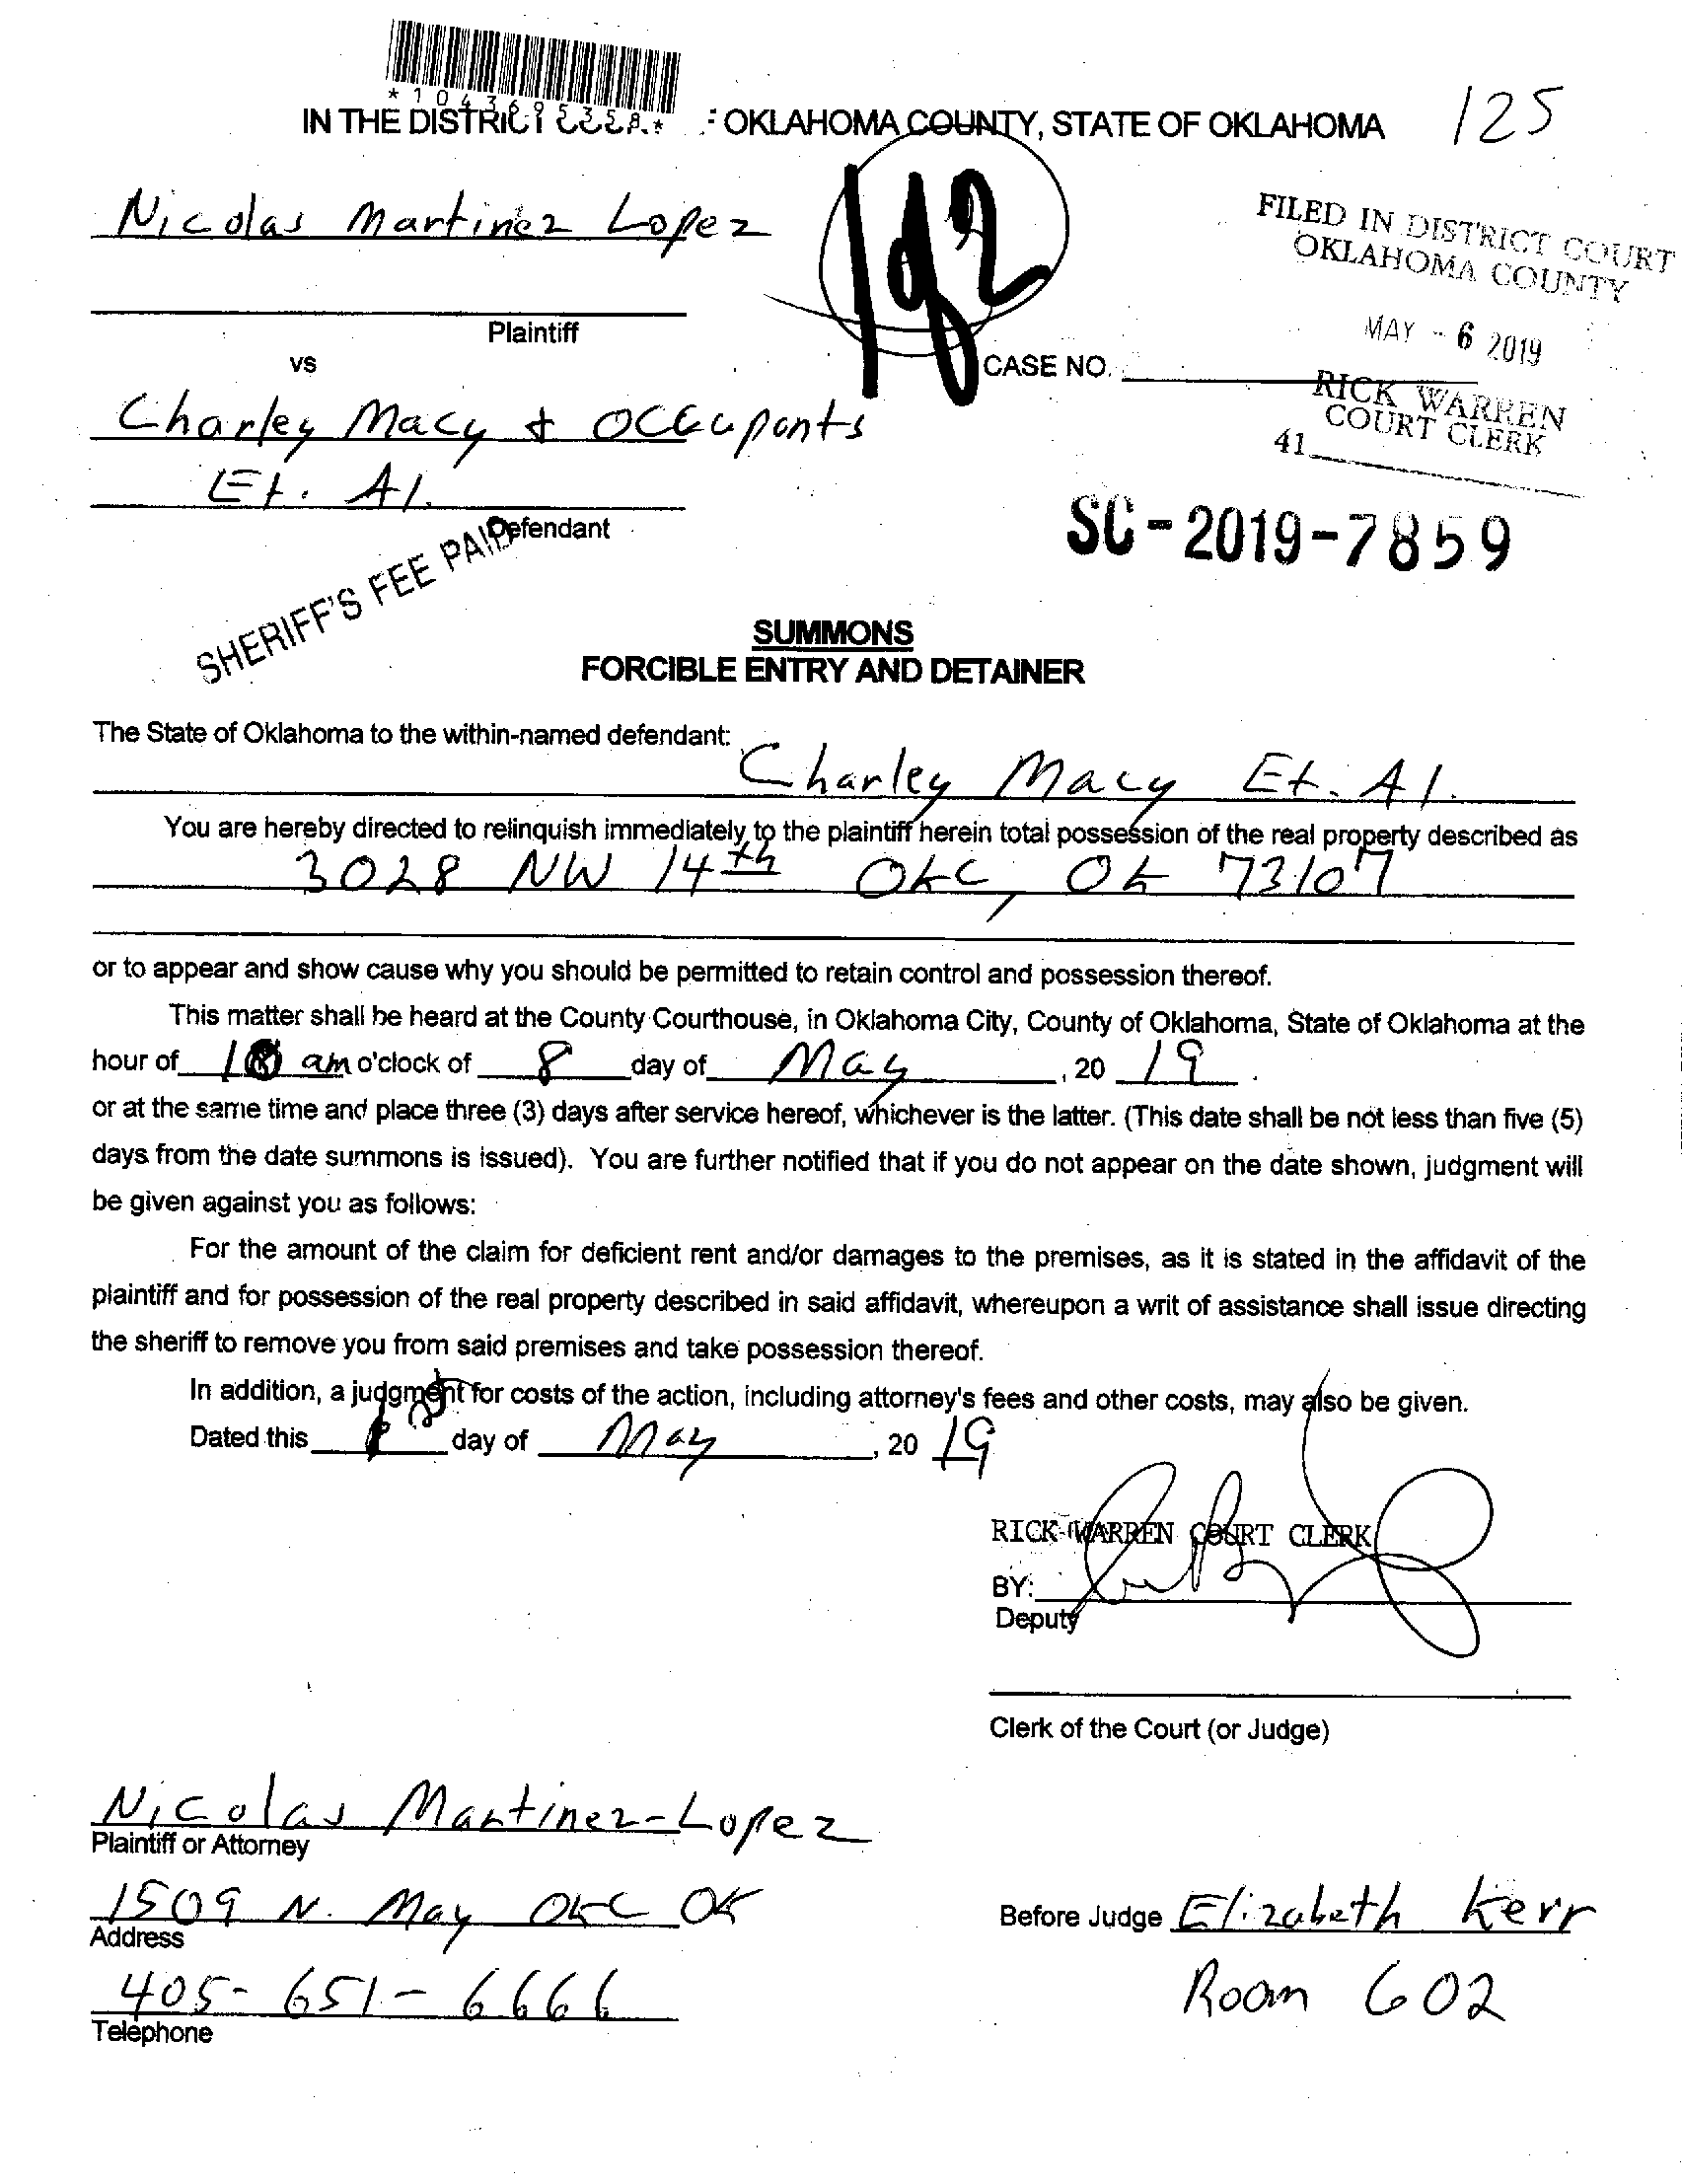 *1043695358.*
IN THE DISTRICT OKLAHOMA COUNTY, STATE OF OKLAHOMA
125
Nicolas Martinez Lopez
Plaintiff
FILED IN DISTRICT COURT
OKLAHOMA COUNTY
MAY - 6 2019
RICK WARREN
COURT CLERK
41
vs
CASE NO.
Charley Macy + Occupants
Et. Al.
Defendant
SHERIFF'S FEE PAID
SC-2019-7859
SUMMONS
FORCIBLE ENTRY AND DETAINER
The State of Oklahoma to the within-named defendant:
Charley Macy Et. Al.
You are hereby directed to relinquish immediately to the plaintiff herein total possession of the real property described as
3028 NW 14th OKC, OK 73107
or to appear and show cause why you should be permitted to retain control and possession thereof.
This matter shall be heard at the County Courthouse, in Oklahoma City, County of Oklahoma, State of Oklahoma at the
hour of am o'clock of 8 day of May, 20 19.
or at the same time and place three (3) days after service hereof, whichever is the latter. (This date shall be not less than five (5)
days from the date summons is issued). You are further notified that if you do not appear on the date shown, judgment will
be given against you as follows:
For the amount of the claim for deficient rent and/or damages to the premises, as it is stated in the affidavit of the
plaintiff and for possession of the real property described in said affidavit, whereupon a writ of assistance shall issue directing
the sheriff to remove you from said premises and take possession thereof.
In addition, a judgment for costs of the action, including attorney's fees and other costs, may also be given.
Dated this day of May, 20 19
RICK WARREN COURT CLERK
BY:
Deputy
Clerk of the Court (or Judge)
Nicolas Martinez-Lopez
Plaintiff or Attorney
1509 N. May OKC OK
Address
Before Judge Elizabeth Kerr
Room 602
405-651-6666
Telephone